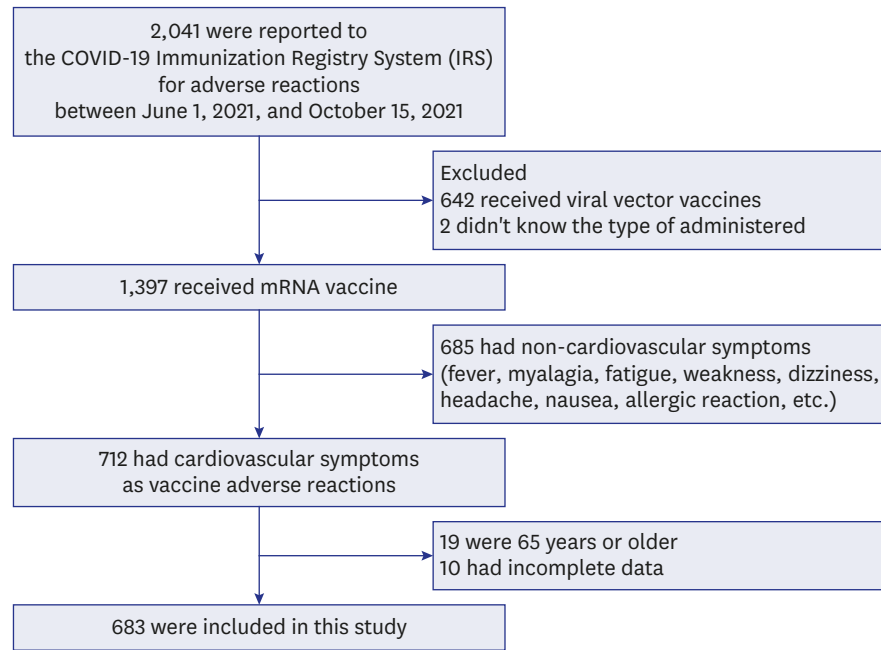 2,041 were reported to
the COVID-19 Immunization Registry System (IRS)
for adverse reactions
between June 1, 2021, and October 15, 2021
Excluded
642 received viral vector vaccines
2 didn't know the type of administered
1,397 received mRNA vaccine
685 had non-cardiovascular symptoms
(fever, myalagia, fatigue, weakness, dizziness,
headache, nausea, allergic reaction, etc.)
712 had cardiovascular symptoms
as vaccine adverse reactions
19 were 65 years or older
10 had incomplete data
683 were included in this study